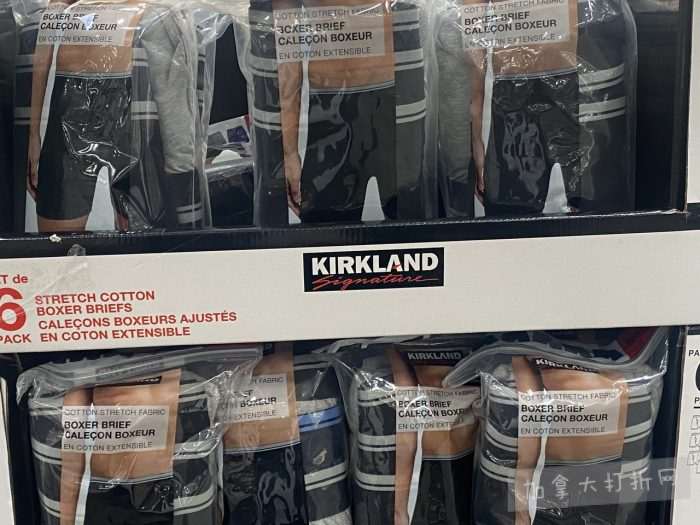 COTTON STRETCH FABRIC
BOXER BRIEF
CALEÇON BOXEUR
EN COTON EXTENSIBLE
COTTON STRETCH FABRIC
BOXER BRIEF
CALEÇON BOXEUR
EN COTON EXTENSIBLE
COTTON STRETCH FABRIC
BOXER BRIEF
CALEÇON BOXEUR
EN COTON EXTENSIBLE
KIRKLAND
Signature
T de
6
PACK
STRETCH COTTON
BOXER BRIEFS
CALEÇONS BOXEURS AJUSTÉS
EN COTON EXTENSIBLE
KIRKLAND
KIRKLAND
COTTON STRETCH FABRIC
BOXER BRIEF
CALEÇON BOXEUR
EN COTON EXTENSIBLE
FABRIC
EF
BOXEUR
EXTENSIBLE
COTTON STRETCH FABRIC
BOXER BRIEF
CALEÇON BOXEUR
EN COTON EXTENSIBLE
COTTON STRETCH FABRIC
BOXER BRIEF
CALEÇON BOXEUR
EN COTON EXTENSIBLE
加拿大打折网